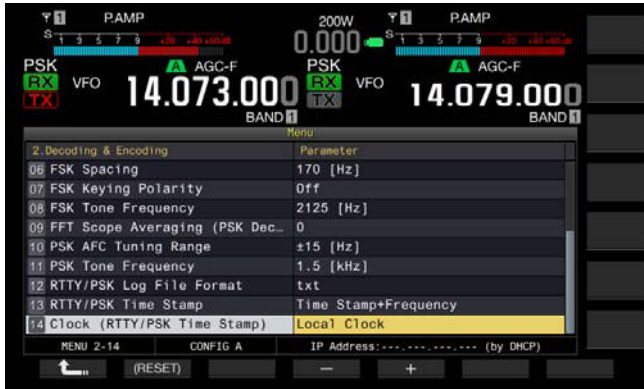 1 P.AMP 200W 1 P.AMP
S 1 3 5 7 9 +20 +40 +60dB 0.000 S 1 3 5 7 9 +20 +40 +60dB
PSK A AGC-F PSK A AGC-F
RX VFO 14.073.000 RX VFO 14.079.000
TX TX
BAND 1 BAND 1
Menu
2.Decoding & Encoding Parameter
06 FSK Spacing 170 [Hz]
07 FSK Keying Polarity Off
08 FSK Tone Frequency 2125 [Hz]
09 FFT Scope Averaging (PSK Dec… 0
10 PSK AFC Tuning Range ±15 [Hz]
11 PSK Tone Frequency 1.5 [kHz]
12 RTTY/PSK Log File Format txt
13 RTTY/PSK Time Stamp Time Stamp+Frequency
14 Clock (RTTY/PSK Time Stamp) Local Clock
MENU 2-14 CONFIG A IP Address:---.---.---.--- (by DHCP)
(RESET) − +